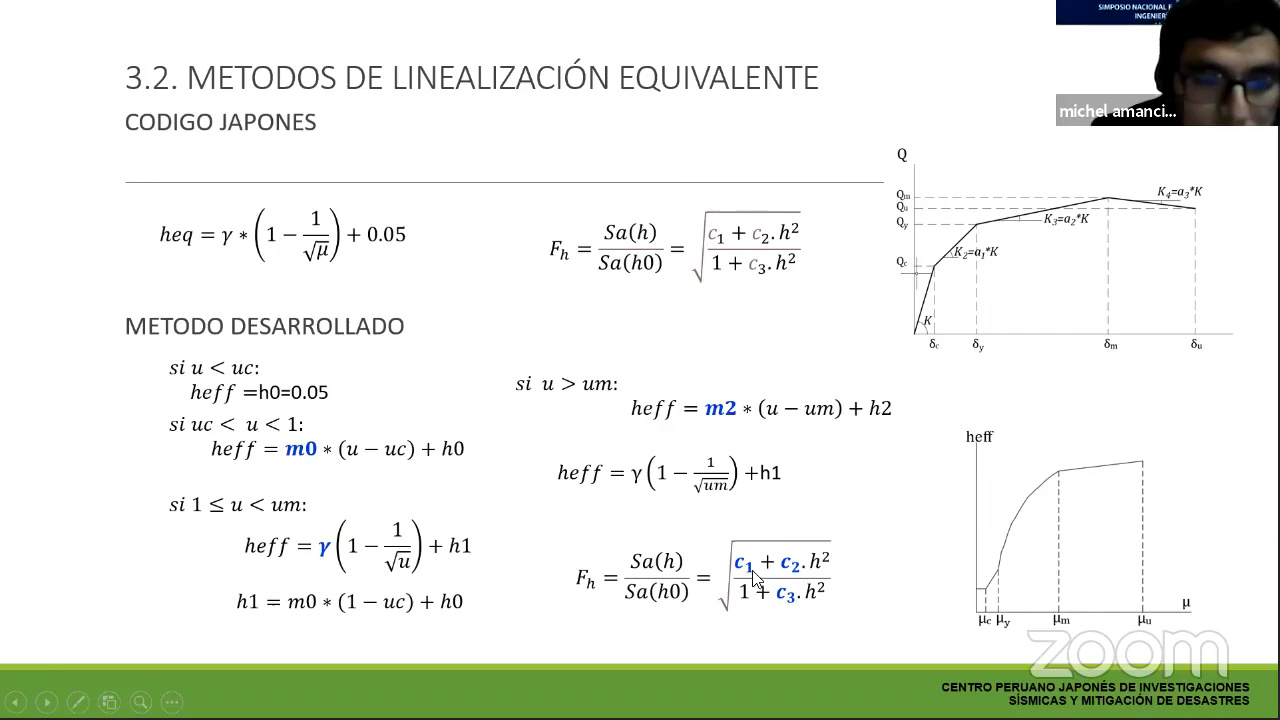 SIMPOSIO NACIONAL
INGENIER
michel amanci...
3.2. METODOS DE LINEALIZACIÓN EQUIVALENTE
CODIGO JAPONES
heq = γ * (1 − 1/√μ) + 0.05
F_h = Sa(h)/Sa(h0) = √((c₁ + c₂.h²)/(1 + c₃.h²))
METODO DESARROLLADO
si u < uc:
heff =h0=0.05
si uc < u < 1:
heff = m0 * (u − uc) + h0
si 1 ≤ u < um:
heff = γ (1 − 1/√u) + h1
h1 = m0 * (1 − uc) + h0
si u > um:
heff = m2 * (u − um) + h2
heff = γ (1 − 1/√um) +h1
F_h = Sa(h)/Sa(h0) = √((c₁ + c₂.h²)/(1 + c₃.h²))
Q
Qm
Qu
Qy
Qc
K₄=a₃*K
K₃=a₂*K
K₂=a₁*K
K
δc δy δm δu
heff
μ
μc μy μm μu
zoom
CENTRO PERUANO JAPONÉS DE INVESTIGACIONES
SÍSMICAS Y MITIGACIÓN DE DESASTRES